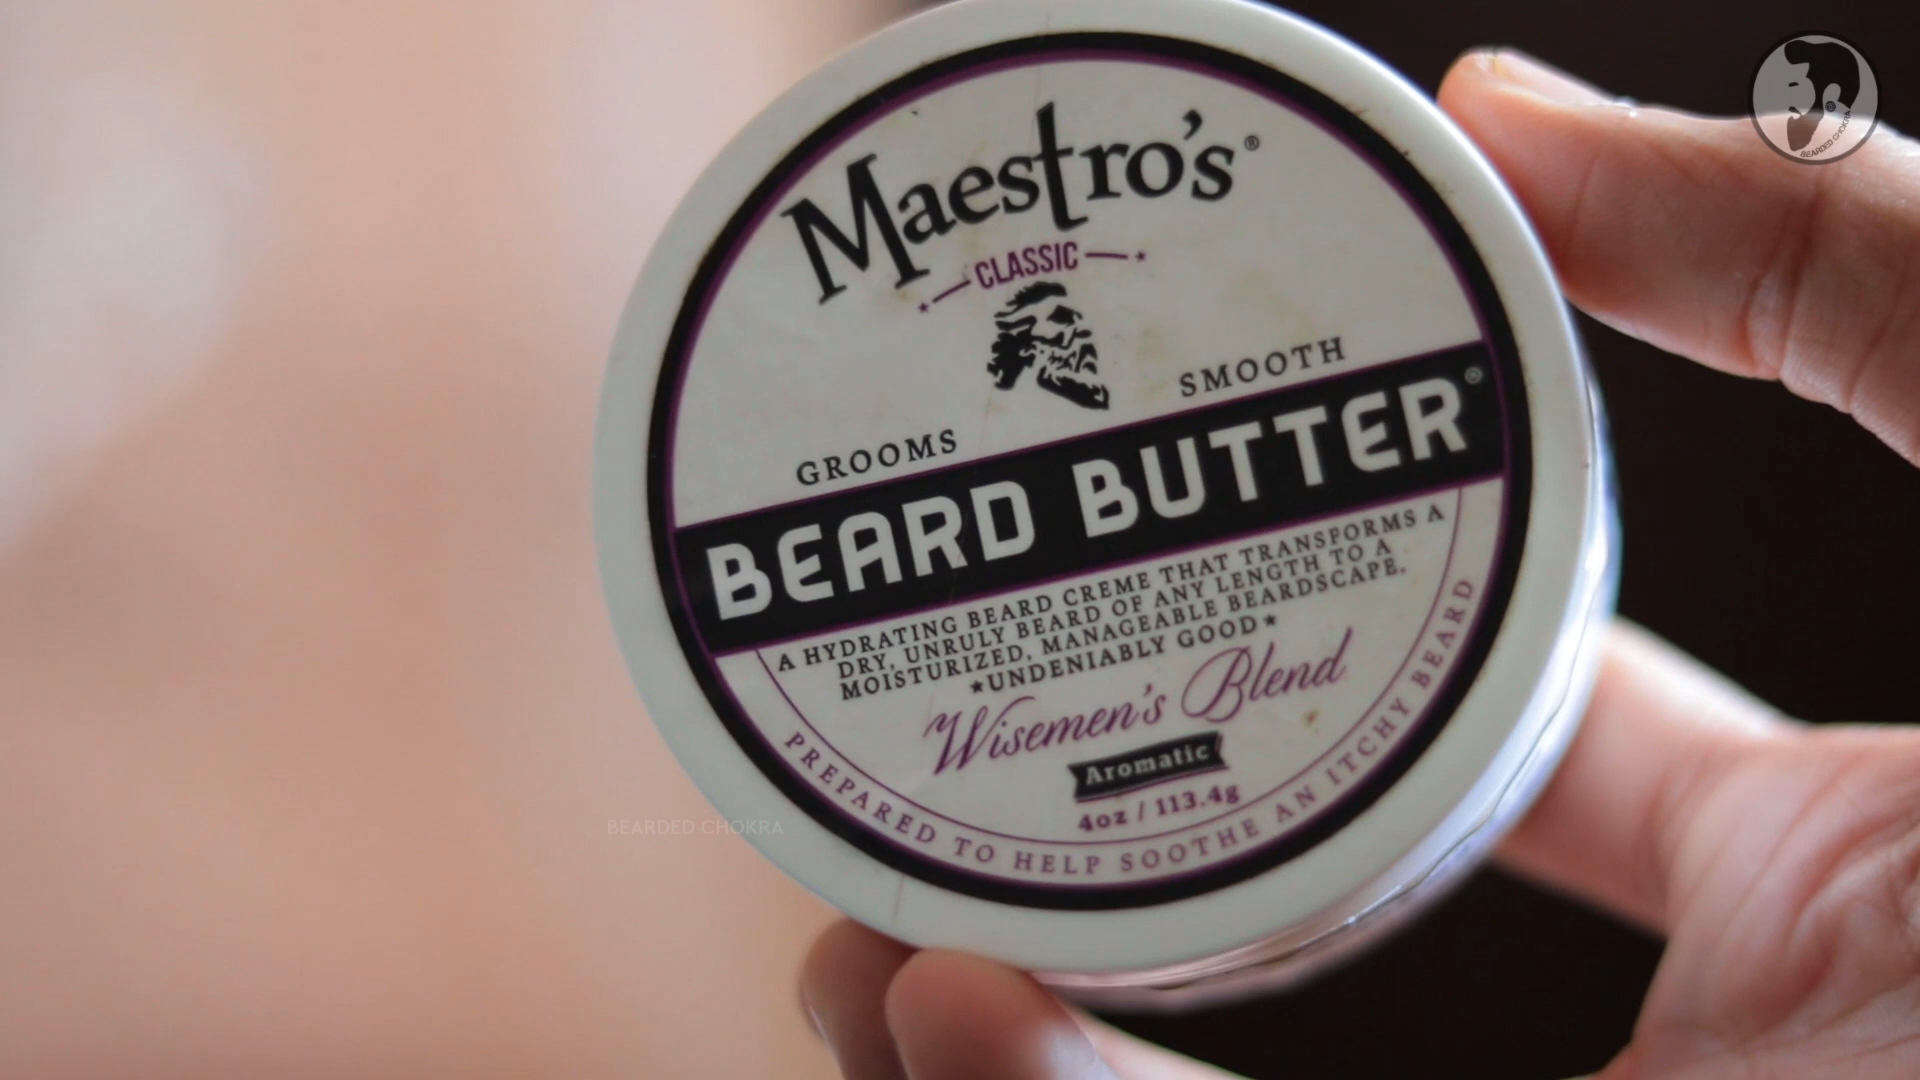 Maestro's®
CLASSIC
GROOMS
SMOOTH
BEARD BUTTER®
A HYDRATING BEARD CREME THAT TRANSFORMS A
DRY, UNRULY BEARD OF ANY LENGTH TO A
MOISTURIZED, MANAGEABLE BEARDSCAPE.
★UNDENIABLY GOOD★
Wisemen's Blend
Aromatic
4oz / 113.4g
PREPARED TO HELP SOOTHE AN ITCHY BEARD
BEARDED CHOKRA
BEARDED CHOKRA